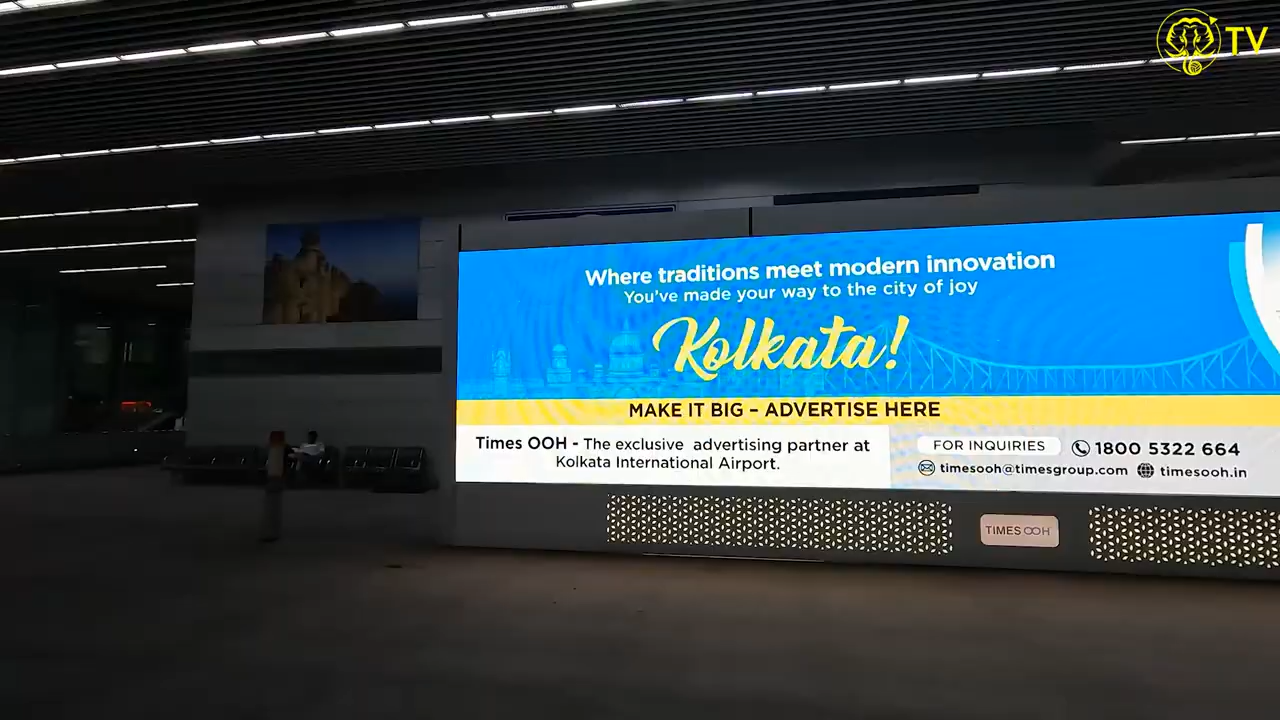 TV
Where traditions meet modern innovation
You've made your way to the city of joy
Kolkata!
MAKE IT BIG – ADVERTISE HERE
Times OOH - The exclusive advertising partner at
Kolkata International Airport.
FOR INQUIRIES
1800 5322 664
timesooh@timesgroup.com
timesooh.in
TIMES OOH